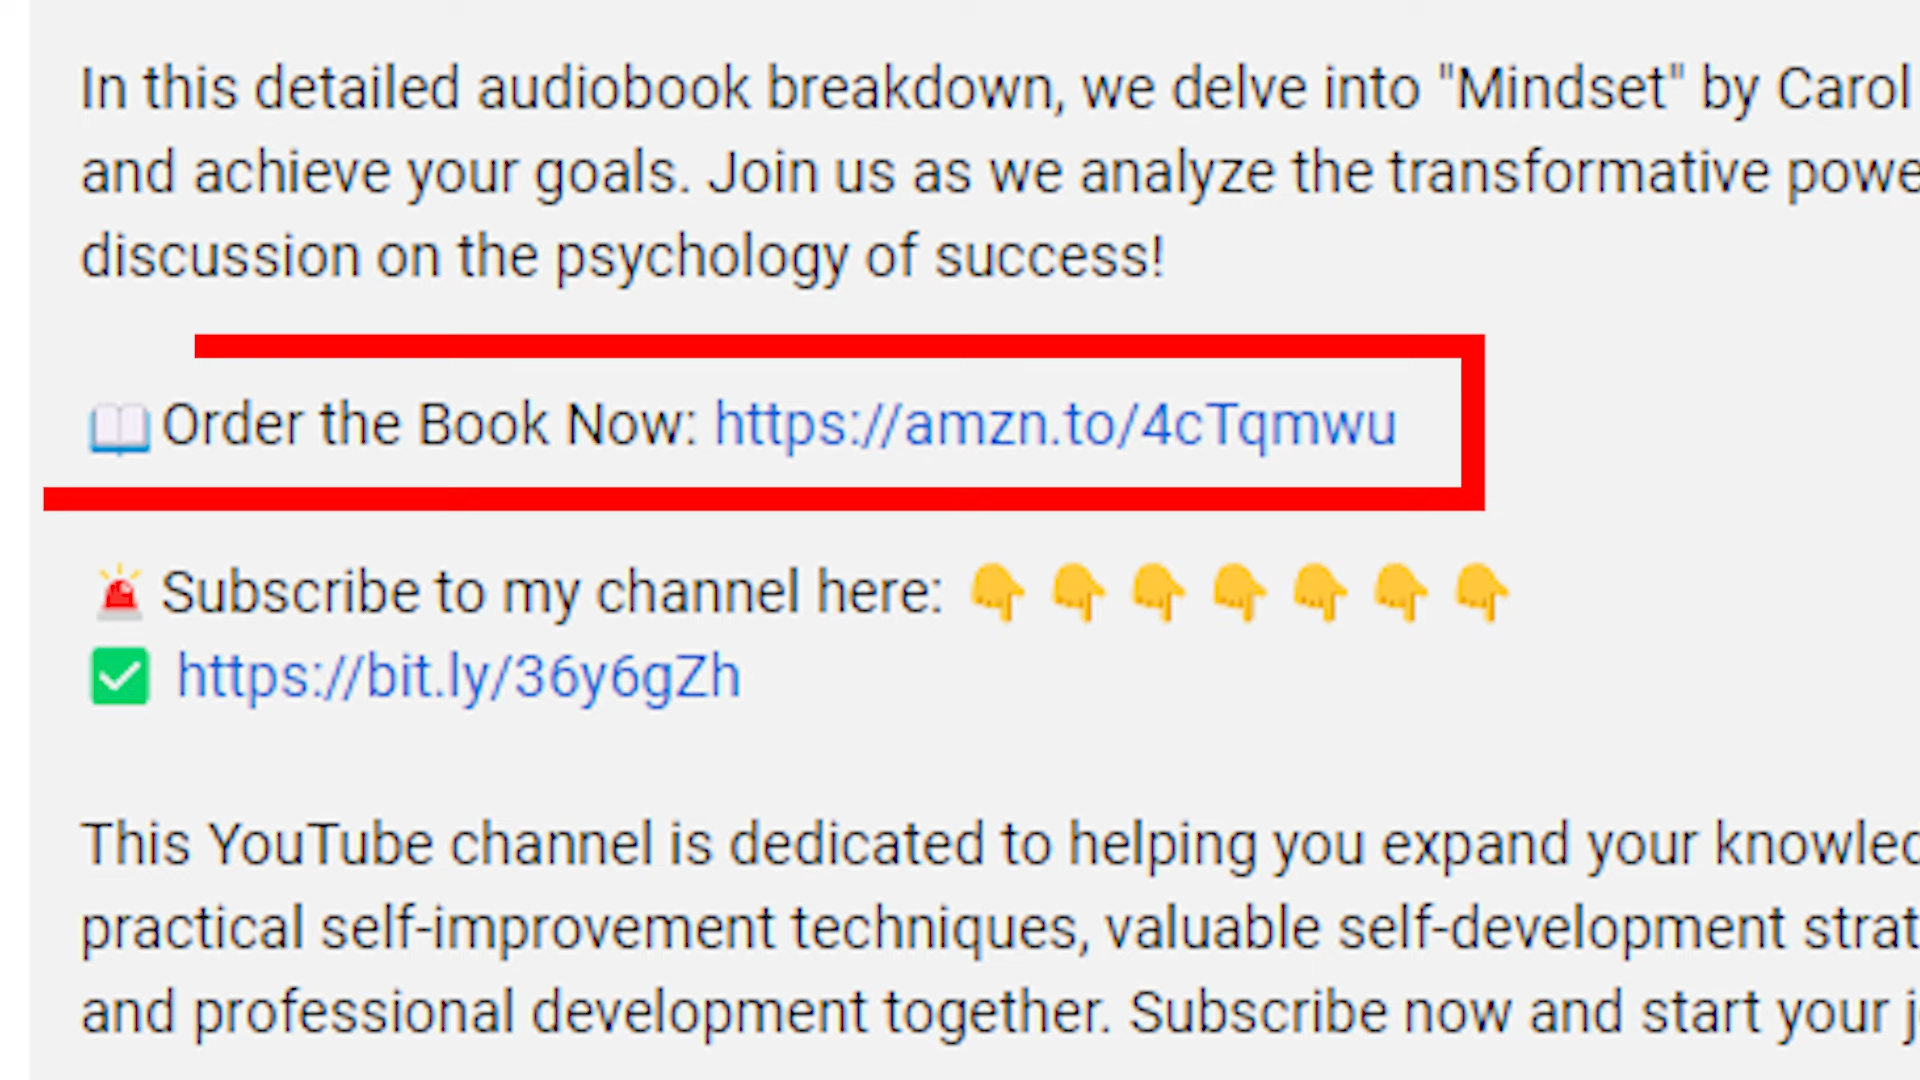 In this detailed audiobook breakdown, we delve into "Mindset" by Carol
and achieve your goals. Join us as we analyze the transformative
discussion on the psychology of success!
📖 Order the Book Now: https://amzn.to/4cTqmwu
🚨 Subscribe to my channel here: 👇 👇 👇 👇 👇 👇 👇
✅ https://bit.ly/36y6gZh
This YouTube channel is dedicated to helping you expand your
practical self-improvement techniques, valuable self-development
and professional development together. Subscribe now and start your